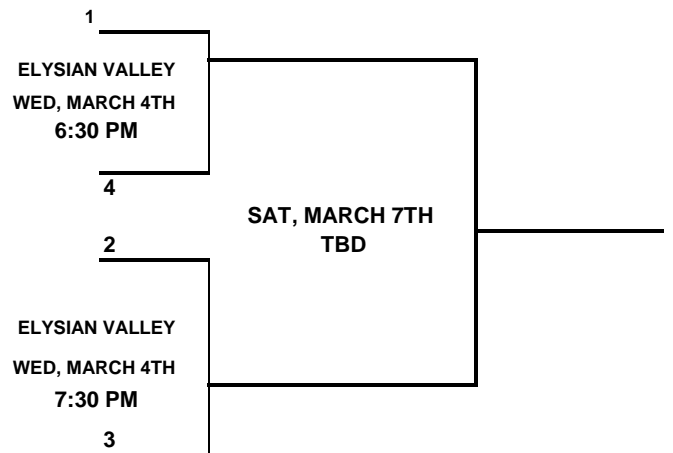 1
ELYSIAN VALLEY
WED, MARCH 4TH
6:30 PM
4
SAT, MARCH 7TH
TBD
2
ELYSIAN VALLEY
WED, MARCH 4TH
7:30 PM
3